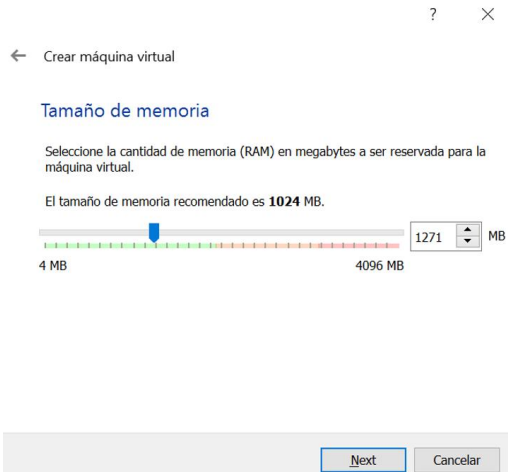 ?
Crear máquina virtual
Tamaño de memoria
Seleccione la cantidad de memoria (RAM) en megabytes a ser reservada para la
máquina virtual.
El tamaño de memoria recomendado es 1024 MB.
1271 MB
4 MB 4096 MB
Next Cancelar